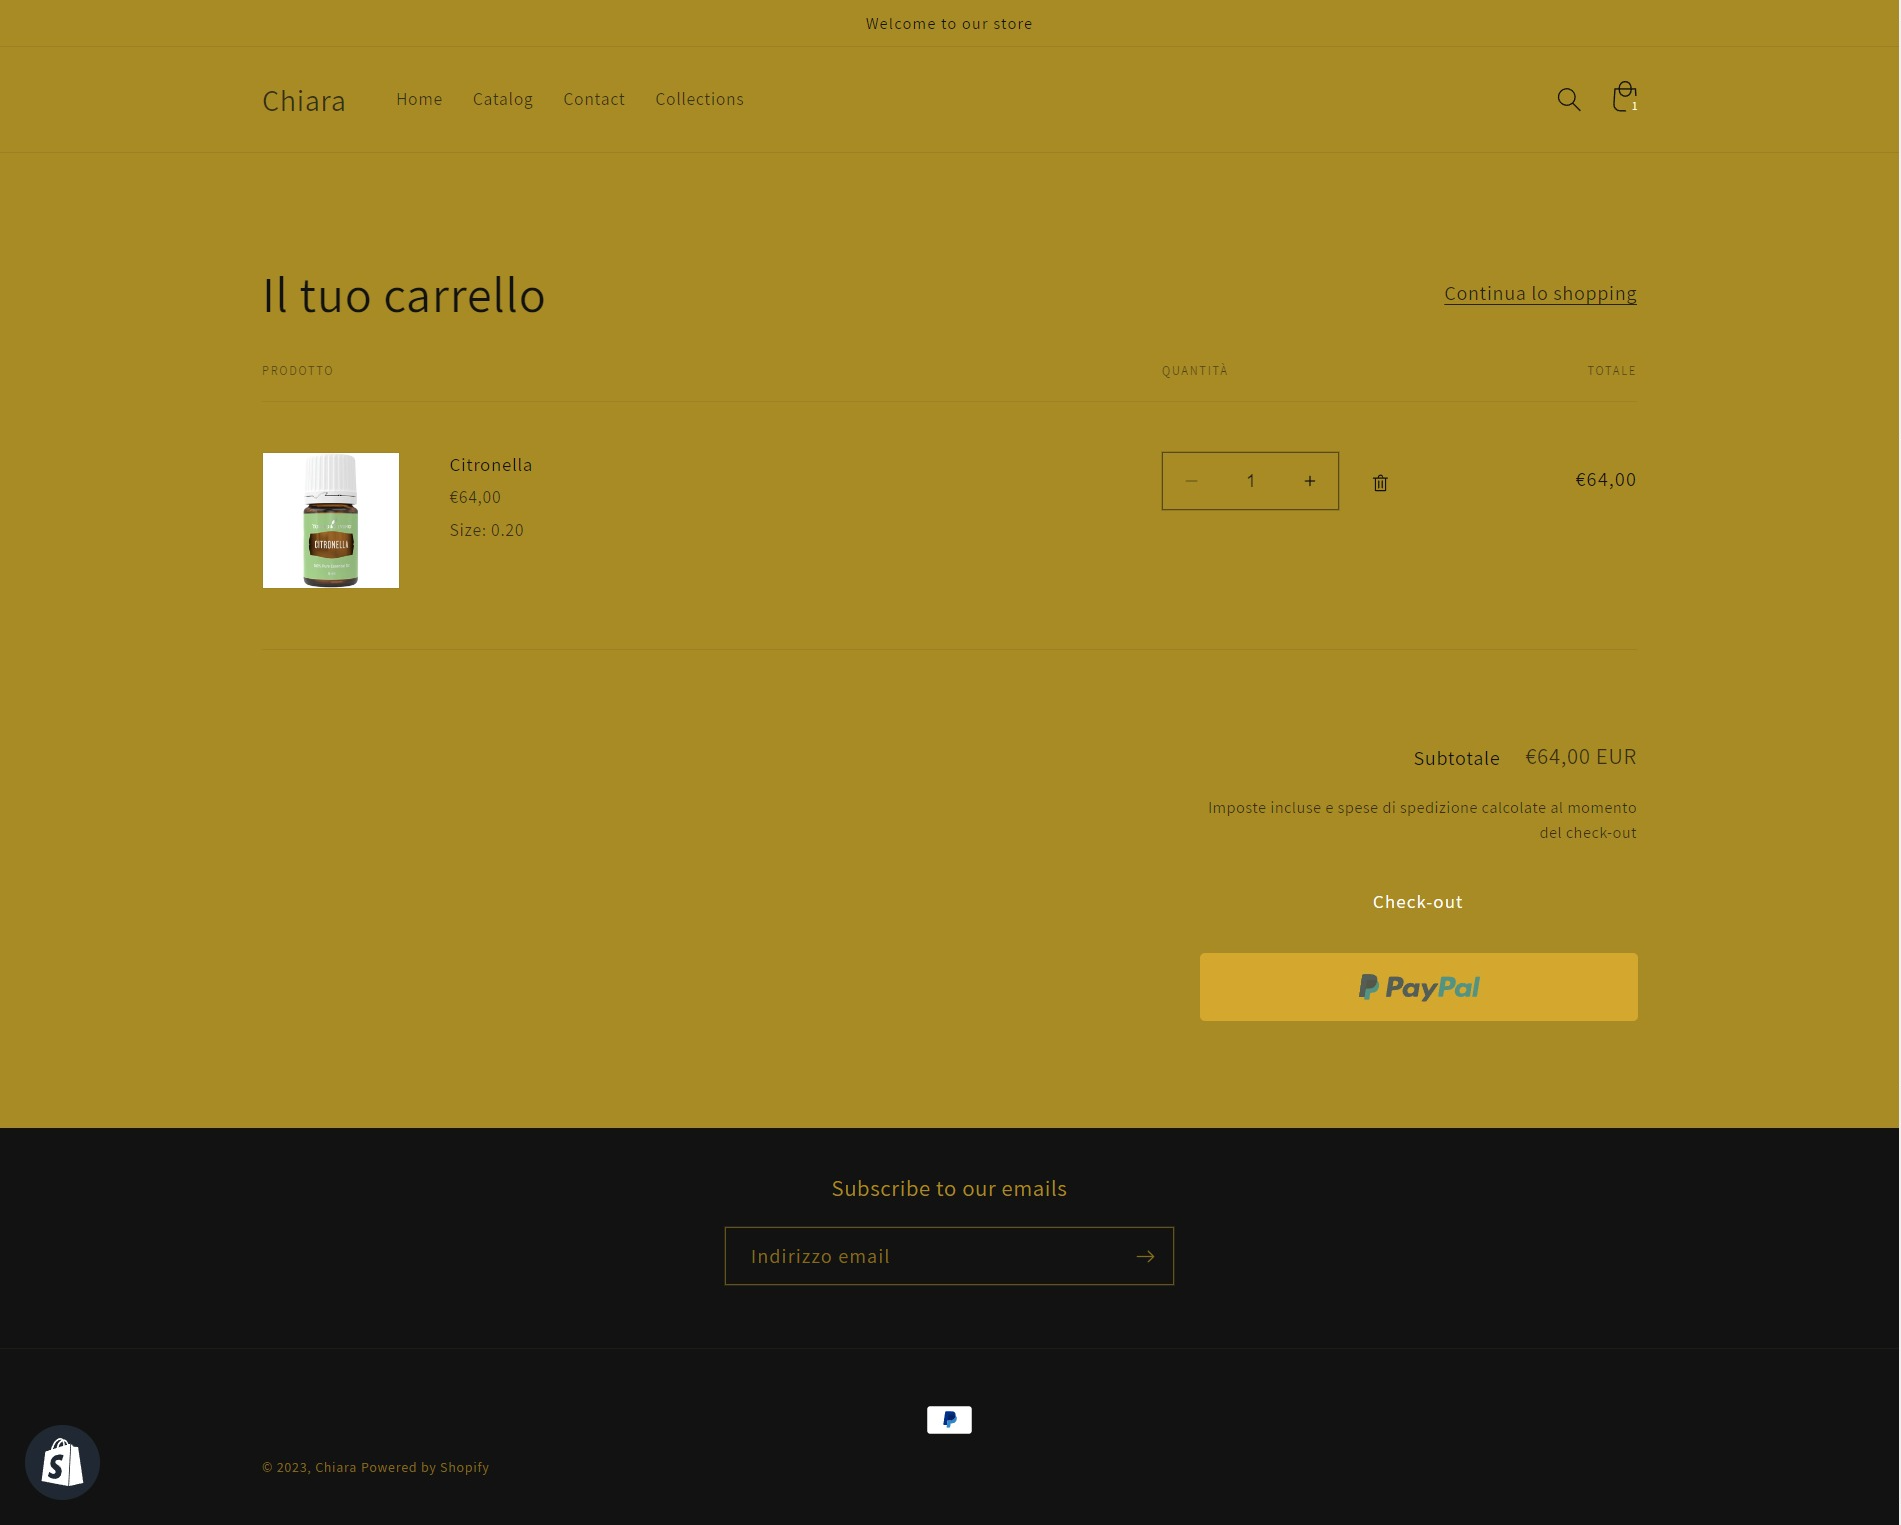 Welcome to our store
Chiara
Home
Catalog
Contact
Collections
1
Il tuo carrello
Continua lo shopping
PRODOTTO
QUANTITÀ
TOTALE
CITRONELLA
Citronella
€64,00
Size: 0.20
1
€64,00
Subtotale €64,00 EUR
Imposte incluse e spese di spedizione calcolate al momento
del check-out
Check-out
PayPal
Subscribe to our emails
Indirizzo email
© 2023, Chiara Powered by Shopify